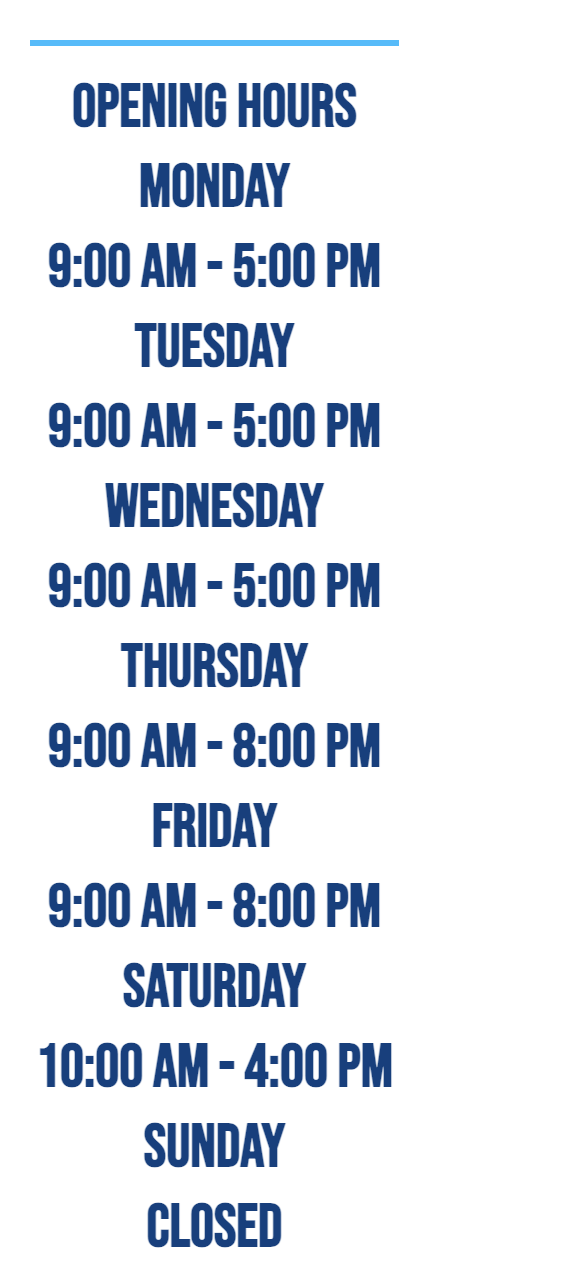 OPENING HOURS
MONDAY
9:00 AM - 5:00 PM
TUESDAY
9:00 AM - 5:00 PM
WEDNESDAY
9:00 AM - 5:00 PM
THURSDAY
9:00 AM - 8:00 PM
FRIDAY
9:00 AM - 8:00 PM
SATURDAY
10:00 AM - 4:00 PM
SUNDAY
CLOSED